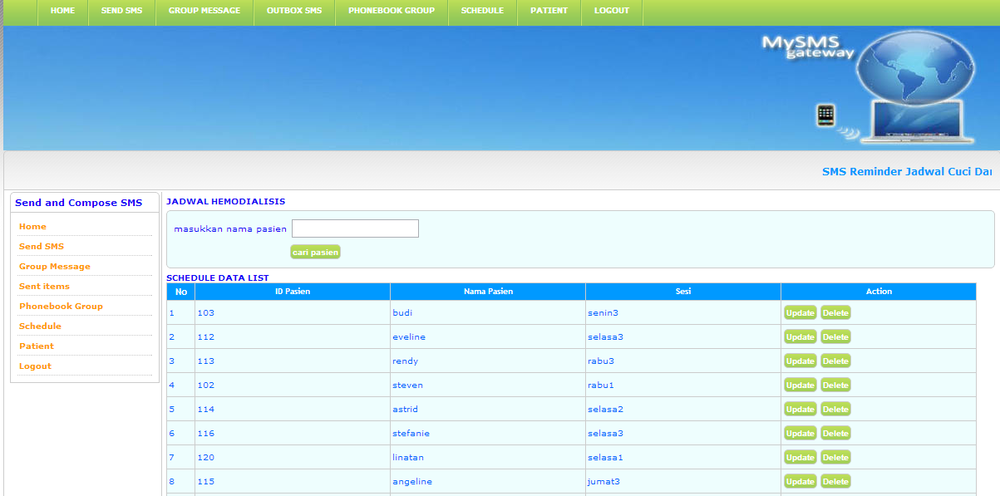 HOME SEND SMS GROUP MESSAGE OUTBOX SMS PHONEBOOK GROUP SCHEDULE PATIENT LOGOUT
MySMS
gateway
SMS Reminder Jadwal Cuci
Send and Compose SMS
Home
Send SMS
Group Message
Sent items
Phonebook Group
Schedule
Patient
Logout
JADWAL HEMODIALISIS
masukkan nama pasien
cari pasien
SCHEDULE DATA LIST
No ID Pasien Nama Pasien Sesi Action
1 103 budi senin3 Update Delete
2 112 eveline selasa3 Update Delete
3 113 rendy rabu3 Update Delete
4 102 steven rabu1 Update Delete
5 114 astrid selasa2 Update Delete
6 116 stefanie selasa3 Update Delete
7 120 linatan selasa1 Update Delete
8 115 angeline jumat3 Update Delete